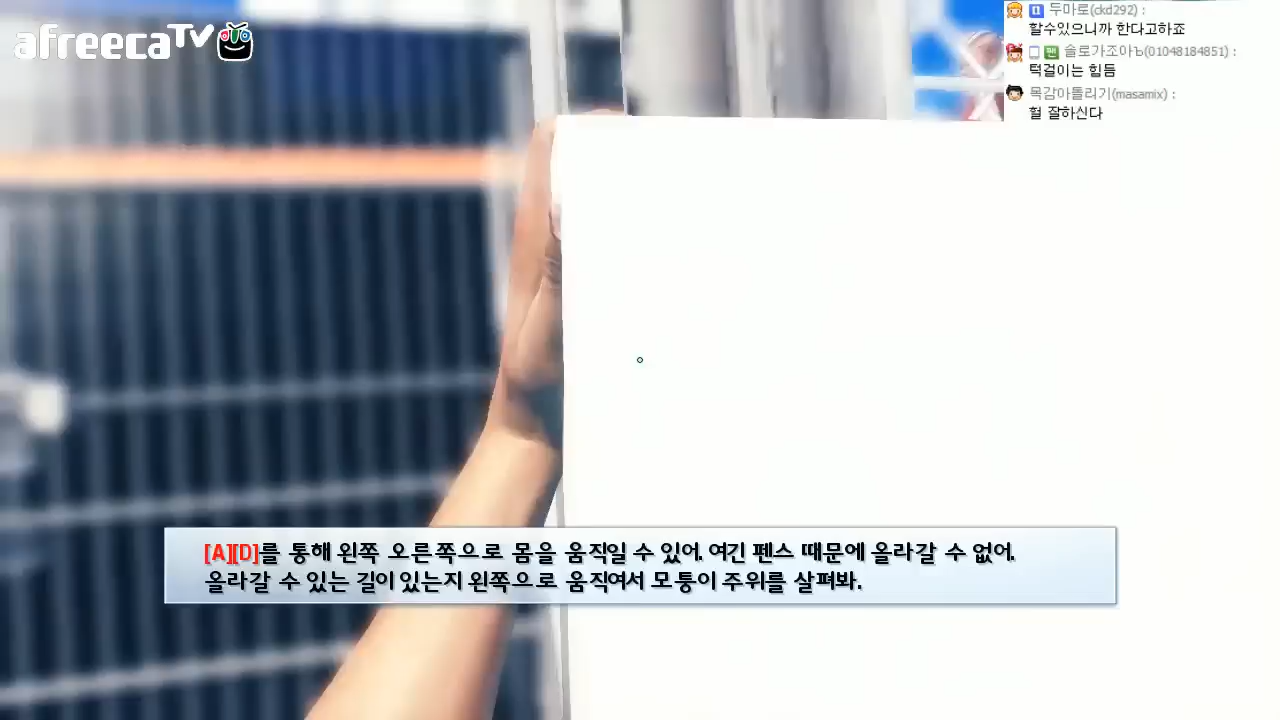 afreecaTV
두마로(ckd292) :
할수있으니까 한다고하죠
팬 솔로가조아ъ(01048184851) :
턱걸이는 힘듬
목감아돌리기(masamix) :
헐 잘하신다
[A][D]를 통해 왼쪽 오른쪽으로 몸을 움직일 수 있어. 여긴 펜스 때문에 올라갈 수 없어.
올라갈 수 있는 길이 있는지 왼쪽으로 움직여서 모퉁이 주위를 살펴봐.